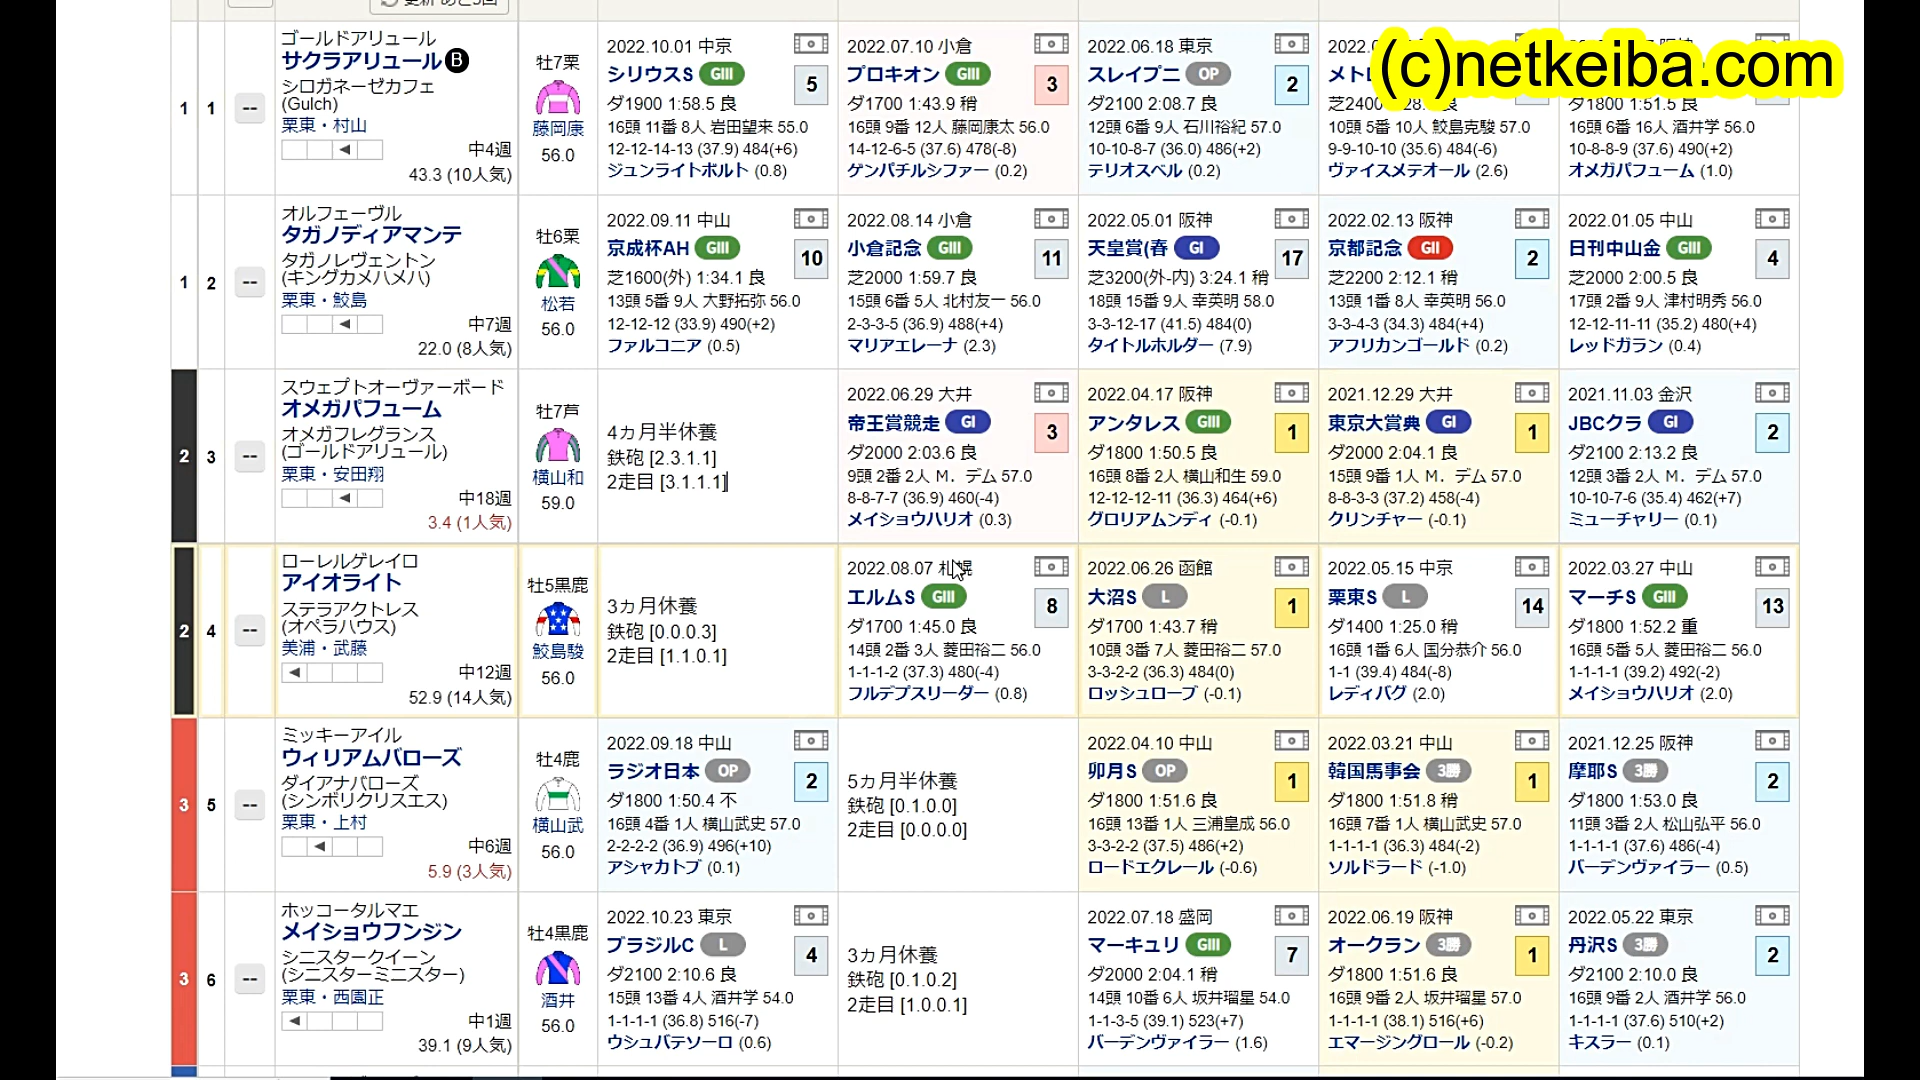 (c)netkeiba.com
1 1 -- ゴールドアリュール
サクラアリュール B
シロガネーゼカフェ
(Gulch)
栗東・村山
中4週
43.3 (10人気)
牡7栗
藤岡康
56.0
2022.10.01 中京
シリウスS GIII 5
ダ1900 1:58.5 良
16頭 11番 8人 岩田望来 55.0
12-12-14-13 (37.9) 484(+6)
ジュンライトボルト (0.8)
2022.07.10 小倉
プロキオン GIII 3
ダ1700 1:43.9 稍
16頭 9番 12人 藤岡康太 56.0
14-12-6-5 (37.6) 478(-8)
ゲンパチルシファー (0.2)
2022.06.18 東京
スレイプニ OP 2
ダ2100 2:08.7 良
12頭 6番 9人 石川裕紀 57.0
10-10-8-7 (36.0) 486(+2)
テリオスベル (0.2)
メトロ
芝2400
10頭 5番 10人 鮫島克駿 57.0
9-9-10-10 (35.6) 484(-6)
ヴァイスメテオール (2.6)
ダ1800 1:51.5 良
16頭 6番 16人 酒井学 56.0
10-8-8-9 (37.6) 490(+2)
オメガパフューム (1.0)
1 2 -- オルフェーヴル
タガノディアマンテ
タガノレヴェントン
(キングカメハメハ)
栗東・鮫島
中7週
22.0 (8人気)
牡6栗
松若
56.0
2022.09.11 中山
京成杯AH GIII 10
芝1600(外) 1:34.1 良
13頭 5番 9人 大野拓弥 56.0
12-12-12 (33.9) 490(+2)
ファルコニア (0.5)
2022.08.14 小倉
小倉記念 GIII 11
芝2000 1:59.7 良
15頭 6番 5人 北村友一 56.0
2-3-3-5 (36.9) 488(+4)
マリアエレーナ (2.3)
2022.05.01 阪神
天皇賞(春 GI 17
芝3200(外-内) 3:24.1 稍
18頭 15番 9人 幸英明 58.0
3-3-12-17 (41.5) 484(0)
タイトルホルダー (7.9)
2022.02.13 阪神
京都記念 GII 2
芝2200 2:12.1 稍
13頭 1番 8人 幸英明 56.0
3-3-4-3 (34.3) 484(+4)
アフリカンゴールド (0.2)
2022.01.05 中山
日刊中山金 GIII 4
芝2000 2:00.5 良
17頭 2番 9人 津村明秀 56.0
12-12-11-11 (35.2) 480(+4)
レッドガラン (0.4)
2 3 -- スウェプトオーヴァーボード
オメガパフューム
オメガフレグランス
(ゴールドアリュール)
栗東・安田翔
中18週
3.4 (1人気)
牡7芦
横山和
59.0
4ヵ月半休養
鉄砲 [2.3.1.1]
2走目 [3.1.1.1]
2022.06.29 大井
帝王賞競走 GI 3
ダ2000 2:03.6 良
9頭 2番 2人 M．デム 57.0
8-8-7-7 (36.9) 460(-4)
メイショウハリオ (0.3)
2022.04.17 阪神
アンタレス GIII 1
ダ1800 1:50.5 良
16頭 8番 2人 横山和生 59.0
12-12-12-11 (36.3) 464(+6)
グロリアムンディ (-0.1)
2021.12.29 大井
東京大賞典 GI 1
ダ2000 2:04.1 良
15頭 9番 1人 M．デム 57.0
8-8-3-3 (37.2) 458(-4)
クリンチャー (-0.1)
2021.11.03 金沢
JBCクラ GI 2
ダ2100 2:13.2 良
12頭 3番 2人 M．デム 57.0
10-10-7-6 (35.4) 462(+7)
ミューチャリー (0.1)
2 4 -- ローレルゲレイロ
アイオライト
ステラアクトレス
(オペラハウス)
美浦・武藤
中12週
52.9 (14人気)
牡5黒鹿
鮫島駿
56.0
3ヵ月休養
鉄砲 [0.0.0.3]
2走目 [1.1.0.1]
2022.08.07 札幌
エルムS GIII 8
ダ1700 1:45.0 良
14頭 2番 3人 菱田裕二 56.0
1-1-1-2 (37.3) 480(-4)
フルデプスリーダー (0.8)
2022.06.26 函館
大沼S L 1
ダ1700 1:43.7 稍
10頭 3番 7人 菱田裕二 57.0
3-3-2-2 (36.3) 484(0)
ロッシュローブ (-0.1)
2022.05.15 中京
栗東S L 14
ダ1400 1:25.0 稍
16頭 1番 6人 国分恭介 56.0
1-1 (39.4) 484(-8)
レディバグ (2.0)
2022.03.27 中山
マーチS GIII 13
ダ1800 1:52.2 重
16頭 5番 5人 菱田裕二 56.0
1-1-1-1 (39.2) 492(-2)
メイショウハリオ (2.0)
3 5 -- ミッキーアイル
ウィリアムバローズ
ダイアナバローズ
(シンボリクリスエス)
栗東・上村
中6週
5.9 (3人気)
牡4鹿
横山武
56.0
2022.09.18 中山
ラジオ日本 OP 2
ダ1800 1:50.4 不
16頭 4番 1人 横山武史 57.0
2-2-2-2 (36.9) 496(+10)
アシャカトブ (0.1)
5ヵ月半休養
鉄砲 [0.1.0.0]
2走目 [0.0.0.0]
2022.04.10 中山
卯月S OP 1
ダ1800 1:51.6 良
16頭 13番 1人 三浦皇成 56.0
3-3-2-2 (37.5) 486(+2)
ロードエクレール (-0.6)
2022.03.21 中山
韓国馬事会 3勝 1
ダ1800 1:51.8 稍
16頭 7番 1人 横山武史 57.0
1-1-1-1 (36.3) 484(-2)
ソルドラード (-1.0)
2021.12.25 阪神
摩耶S 3勝 2
ダ1800 1:53.0 良
11頭 3番 2人 松山弘平 56.0
1-1-1-1 (37.6) 486(-4)
バーデンヴァイラー (0.5)
3 6 -- ホッコータルマエ
メイショウフンジン
シニスタークイーン
(シニスターミニスター)
栗東・西園正
中1週
39.1 (9人気)
牡4黒鹿
酒井
56.0
2022.10.23 東京
ブラジルC L 4
ダ2100 2:10.6 良
15頭 13番 4人 酒井学 54.0
1-1-1-1 (36.8) 516(-7)
ウシュバテソーロ (0.6)
3ヵ月休養
鉄砲 [0.1.0.2]
2走目 [1.0.0.1]
2022.07.18 盛岡
マーキュリ GIII 7
ダ2000 2:04.1 稍
14頭 10番 6人 坂井瑠星 54.0
1-1-3-5 (39.1) 523(+7)
バーデンヴァイラー (1.6)
2022.06.19 阪神
オークラン 3勝 1
ダ1800 1:51.6 良
16頭 9番 2人 坂井瑠星 57.0
1-1-1-1 (38.1) 516(+6)
エマージングロール (-0.2)
2022.05.22 東京
丹沢S 3勝 2
ダ2100 2:10.0 良
16頭 9番 2人 酒井学 56.0
1-1-1-1 (37.6) 510(+2)
キスラー (0.1)